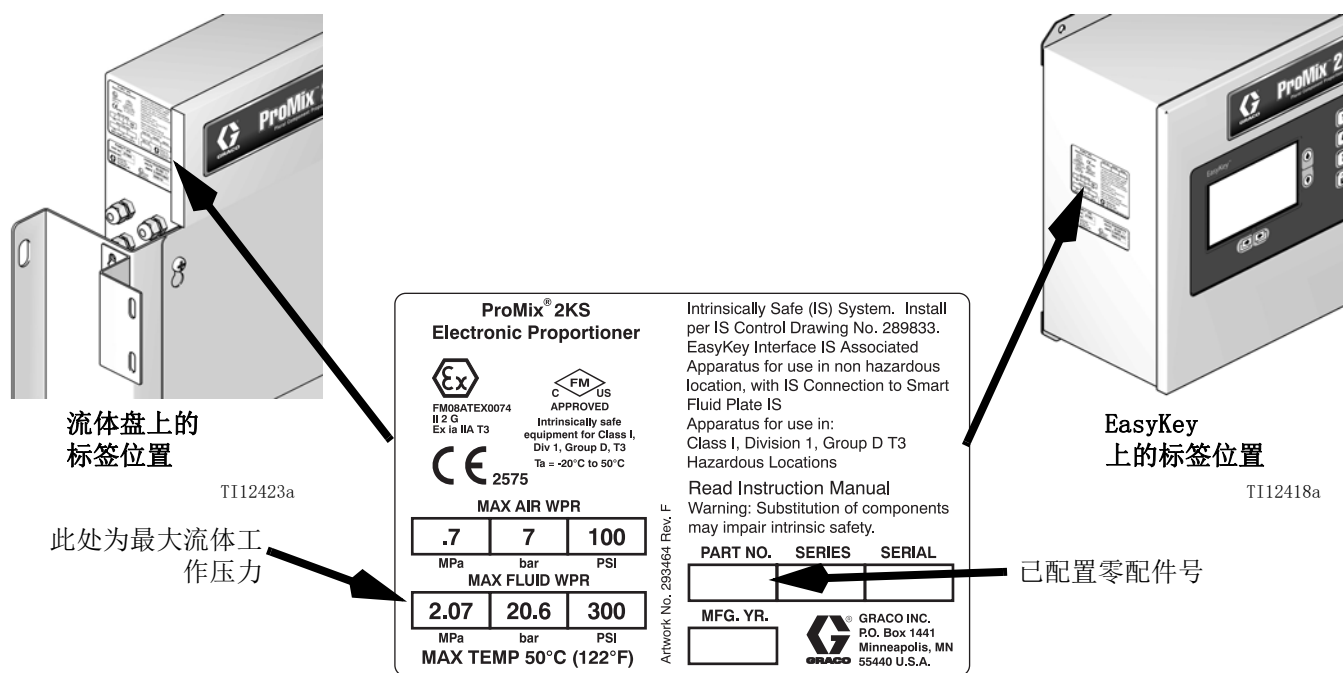 GRACO
ProMix
流体盘上的
标签位置
TI12423a
此处为最大流体工
作压力
ProMix® 2KS
Electronic Proportioner
Ex
FM08ATEX0074
II 2 G
Ex ia IIA T3
CE 2575
C FM US
APPROVED
Intrinsically safe
equipment for Class I,
Div 1, Group D, T3
Ta = -20°C to 50°C
MAX AIR WPR
.7 7 100
MPa bar PSI
MAX FLUID WPR
2.07 20.6 300
MPa bar PSI
MAX TEMP 50°C (122°F)
Artwork No. 293464 Rev. F
Intrinsically Safe (IS) System. Install
per IS Control Drawing No. 289833.
EasyKey Interface IS Associated
Apparatus for use in non hazardous
location, with IS Connection to Smart
Fluid Plate IS
Apparatus for use in:
Class I, Division 1, Group D T3
Hazardous Locations
Read Instruction Manual
Warning: Substitution of components
may impair intrinsic safety.
PART NO. SERIES SERIAL
MFG. YR.
GRACO
GRACO INC.
P.O. Box 1441
Minneapolis, MN
55440 U.S.A.
GRACO
ProMix 2
EasyKey
EasyKey
上的标签位置
TI12418a
已配置零配件号